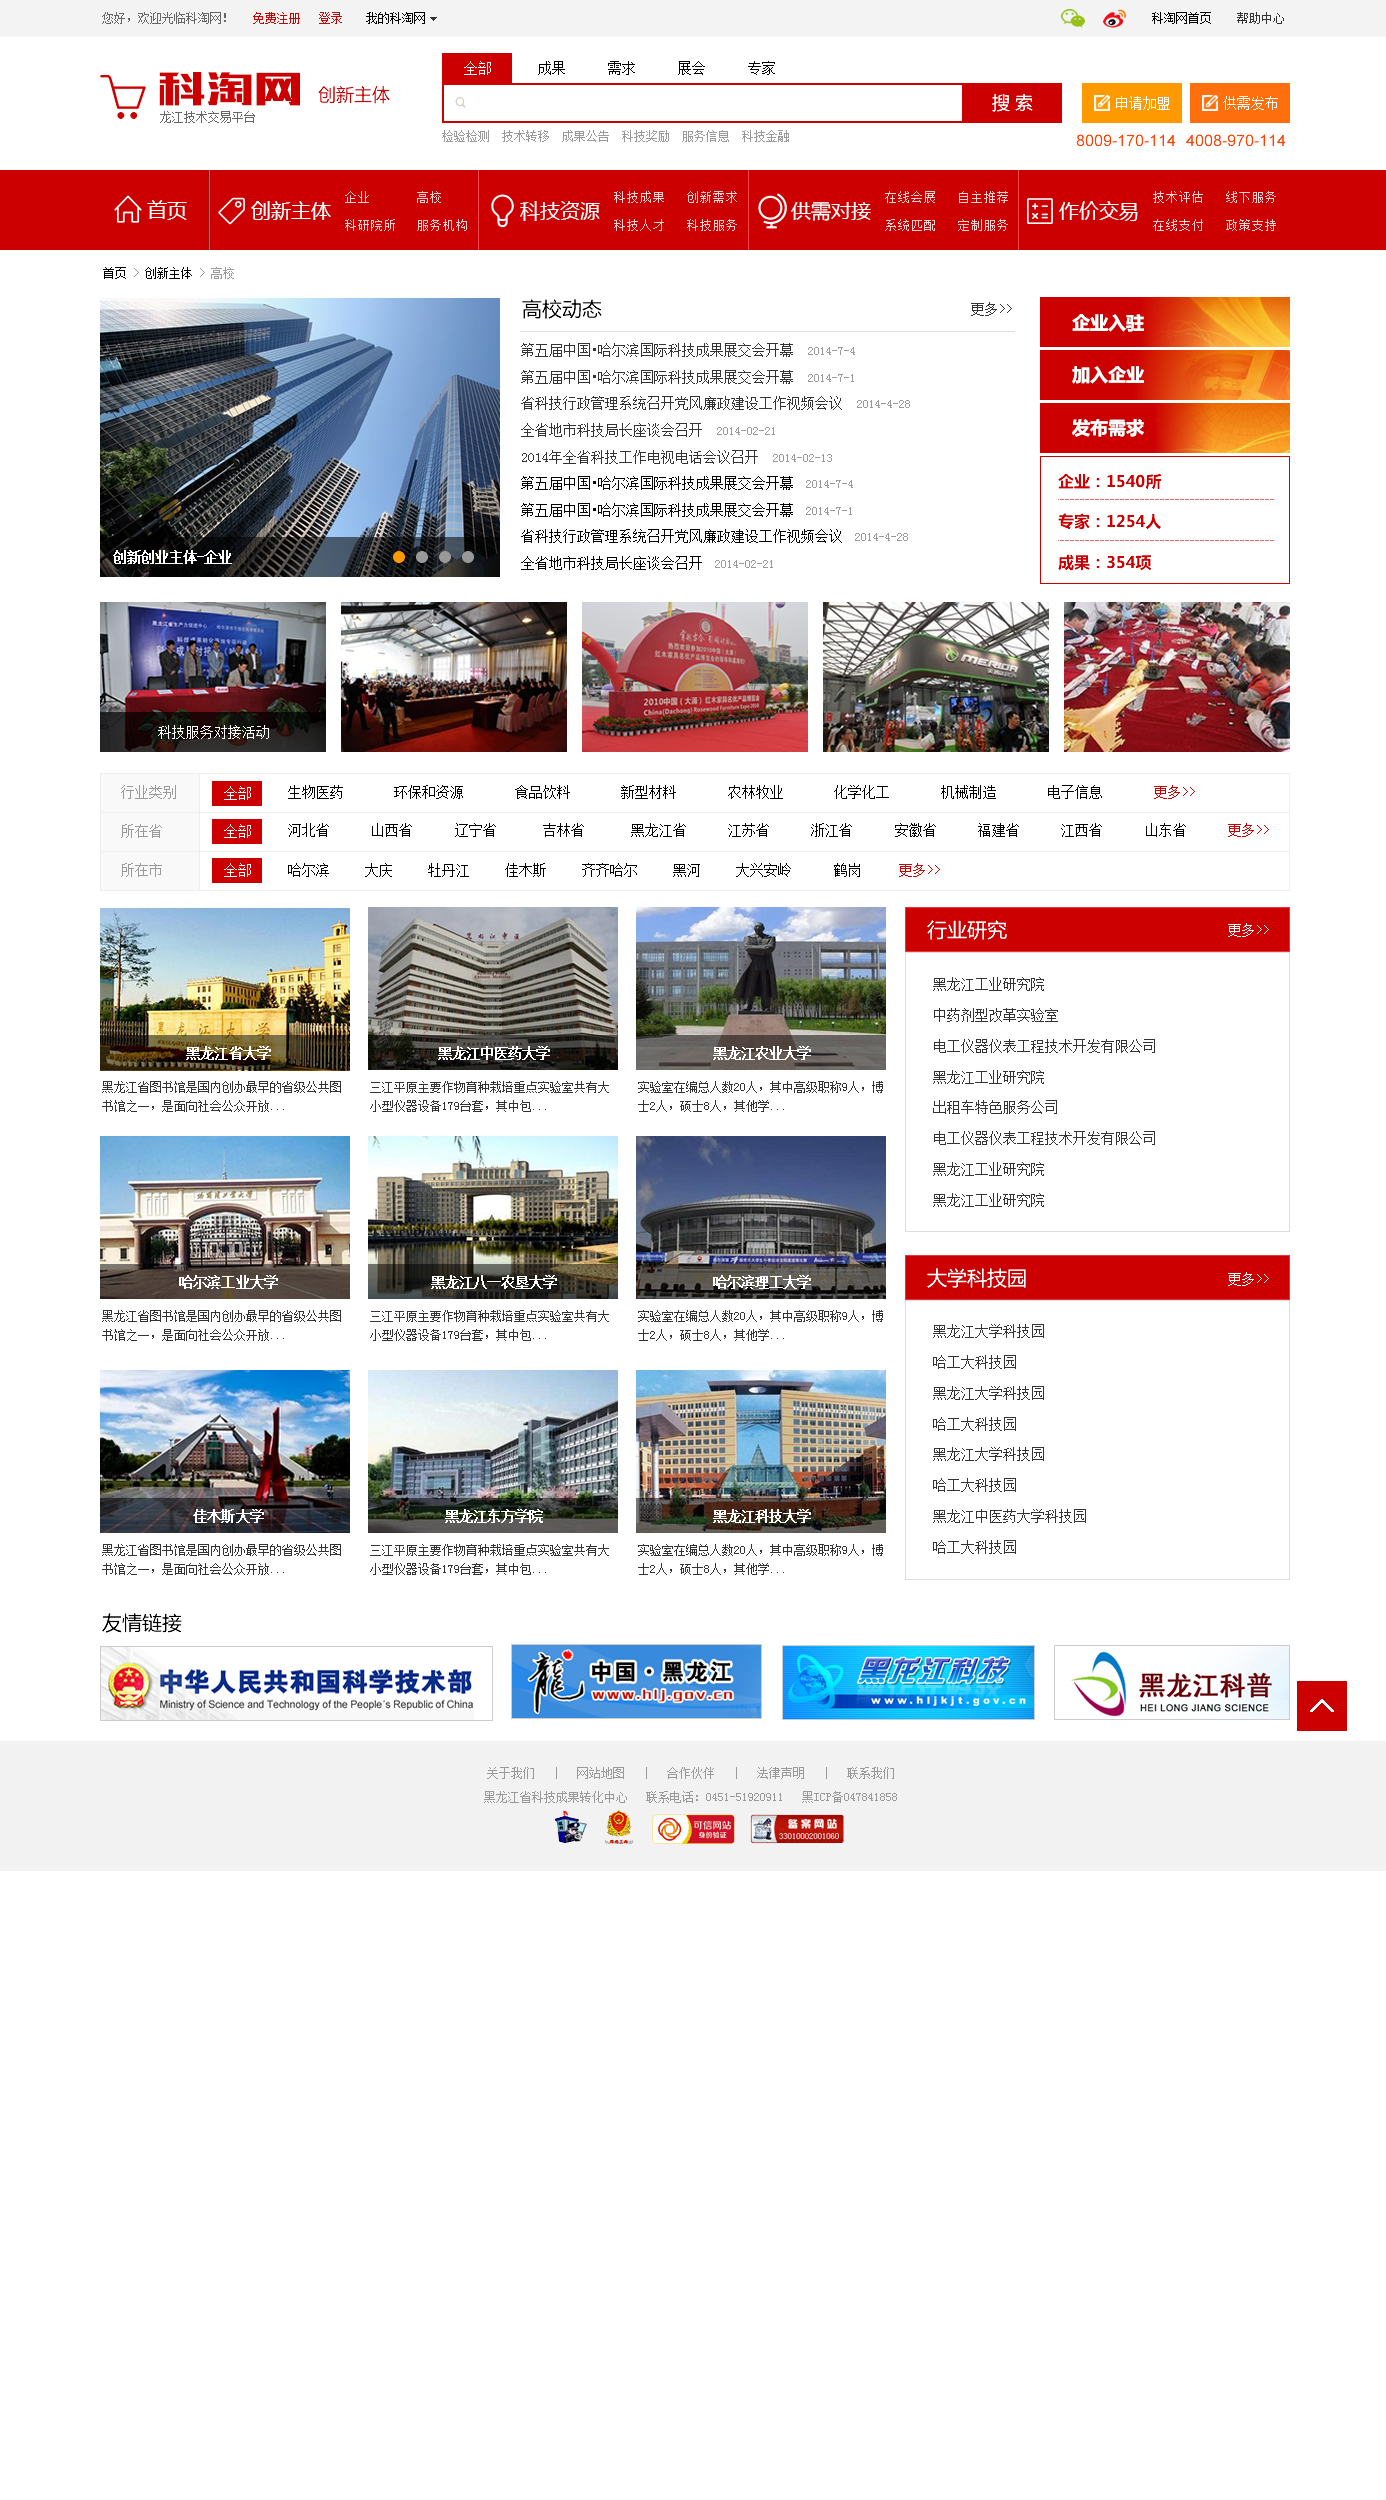 您好，欢迎光临科淘网！ 免费注册 登录 我的科淘网 科淘网首页 帮助中心
科淘网 创新主体
龙江技术交易平台
全部 成果 需求 展会 专家
搜 索 申请加盟 供需发布
检验检测 技术转移 成果公告 科技奖励 服务信息 科技金融
8009-170-114 4008-970-114
首页
创新主体 企业 高校
科研院所 服务机构
科技资源 科技成果 创新需求
科技人才 科技服务
供需对接 在线会展 自主推荐
系统匹配 定制服务
作价交易 技术评估 线下服务
在线支付 政策支持
首页 > 创新主体 > 高校
创新创业主体-企业
高校动态 更多>>
第五届中国•哈尔滨国际科技成果展交会开幕 2014-7-4
第五届中国•哈尔滨国际科技成果展交会开幕 2014-7-1
省科技行政管理系统召开党风廉政建设工作视频会议 2014-4-28
全省地市科技局长座谈会召开 2014-02-21
2014年全省科技工作电视电话会议召开 2014-02-13
第五届中国•哈尔滨国际科技成果展交会开幕 2014-7-4
第五届中国•哈尔滨国际科技成果展交会开幕 2014-7-1
省科技行政管理系统召开党风廉政建设工作视频会议 2014-4-28
全省地市科技局长座谈会召开 2014-02-21
企业入驻
加入企业
发布需求
企业：1540所
专家：1254人
成果：354项
科技服务对接活动
2010中国（大涌）红木家具名优产品博览会
China(Dachong) Rosewood Furniture Expo 2010
MERIDA
行业类别 全部 生物医药 环保和资源 食品饮料 新型材料 农林牧业 化学化工 机械制造 电子信息 更多>>
所在省 全部 河北省 山西省 辽宁省 吉林省 黑龙江省 江苏省 浙江省 安徽省 福建省 江西省 山东省 更多>>
所在市 全部 哈尔滨 大庆 牡丹江 佳木斯 齐齐哈尔 黑河 大兴安岭 鹤岗 更多>>
黑龙江大学
黑龙江省大学
黑龙江省图书馆是国内创办最早的省级公共图
书馆之一，是面向社会公众开放...
黑龙江中医药大学
三江平原主要作物育种栽培重点实验室共有大
小型仪器设备179台套，其中包...
黑龙江农业大学
实验室在编总人数20人，其中高级职称9人，博
士2人，硕士8人，其他学...
哈尔滨工业大学
黑龙江省图书馆是国内创办最早的省级公共图
书馆之一，是面向社会公众开放...
黑龙江八一农垦大学
三江平原主要作物育种栽培重点实验室共有大
小型仪器设备179台套，其中包...
哈尔滨理工大学
实验室在编总人数20人，其中高级职称9人，博
士2人，硕士8人，其他学...
佳木斯大学
黑龙江省图书馆是国内创办最早的省级公共图
书馆之一，是面向社会公众开放...
黑龙江东方学院
三江平原主要作物育种栽培重点实验室共有大
小型仪器设备179台套，其中包...
黑龙江科技大学
实验室在编总人数20人，其中高级职称9人，博
士2人，硕士8人，其他学...
行业研究 更多>>
黑龙江工业研究院
中药剂型改革实验室
电工仪器仪表工程技术开发有限公司
黑龙江工业研究院
出租车特色服务公司
电工仪器仪表工程技术开发有限公司
黑龙江工业研究院
黑龙江工业研究院
大学科技园 更多>>
黑龙江大学科技园
哈工大科技园
黑龙江大学科技园
哈工大科技园
黑龙江大学科技园
哈工大科技园
黑龙江中医药大学科技园
哈工大科技园
友情链接
中华人民共和国科学技术部
Ministry of Science and Technology of the People´s Republic of China
龍 中国·黑龙江
www.hlj.gov.cn
黑龙江科技
www.hljkjt.gov.cn
黑龙江科普
HEI LONG JIANG SCIENCE
关于我们 | 网站地图 | 合作伙伴 | 法律声明 | 联系我们
黑龙江省科技成果转化中心 联系电话：0451-51920911 黑ICP备047841858
可信网站
身份验证
备案网站
33010002001060